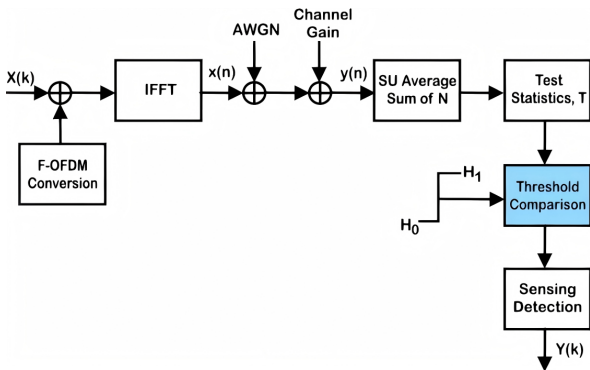 AWGN
Channel
Gain
X(k)
IFFT
x(n)
y(n)
SU Average
Sum of N
Test
Statistics, T
F-OFDM
Conversion
H1
H0
Threshold
Comparison
Sensing
Detection
Y(k)